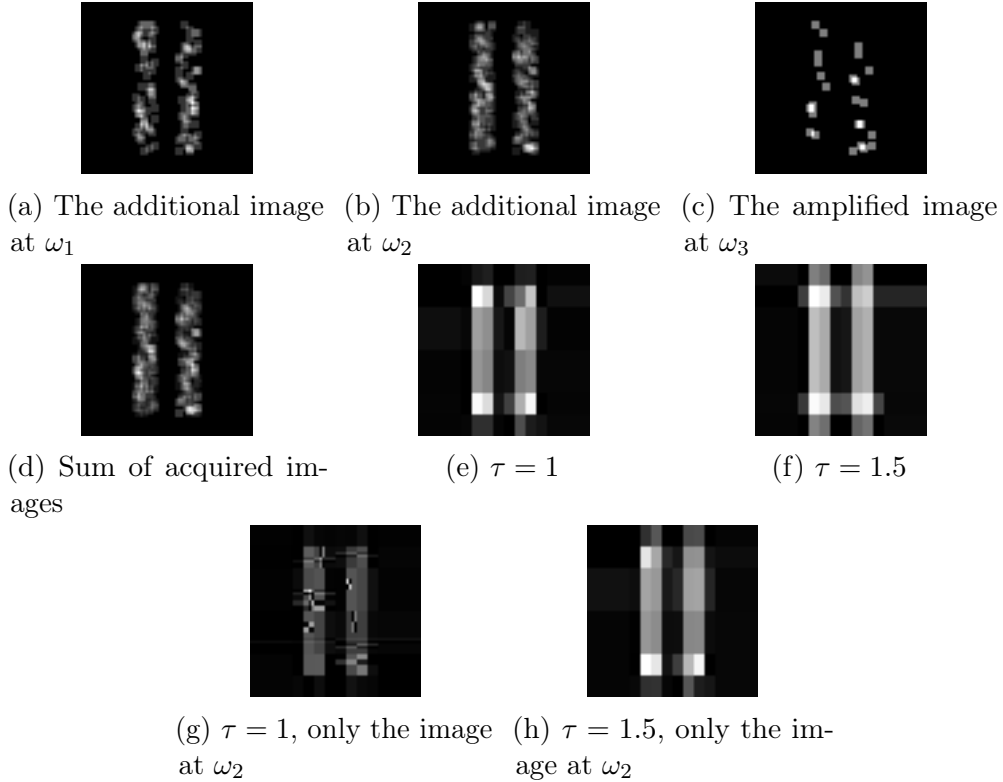 (a) The additional image (b) The additional image (c) The amplified image
at ω₁ at ω₂ at ω₃
(d) Sum of acquired im- (e) τ = 1 (f) τ = 1.5
ages
(g) τ = 1, only the image (h) τ = 1.5, only the im-
at ω₂ age at ω₂